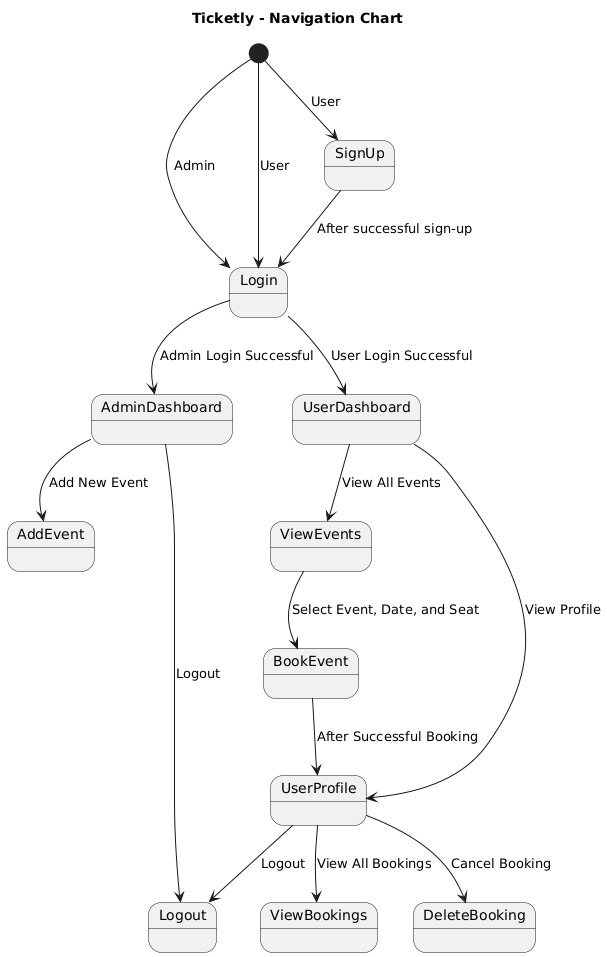 Ticketly - Navigation Chart
User
SignUp
Admin
User
After successful sign-up
Login
Admin Login Successful
User Login Successful
AdminDashboard
UserDashboard
Add New Event
View All Events
AddEvent
ViewEvents
Select Event, Date, and Seat
View Profile
BookEvent
Logout
After Successful Booking
UserProfile
Logout
View All Bookings
Cancel Booking
Logout
ViewBookings
DeleteBooking